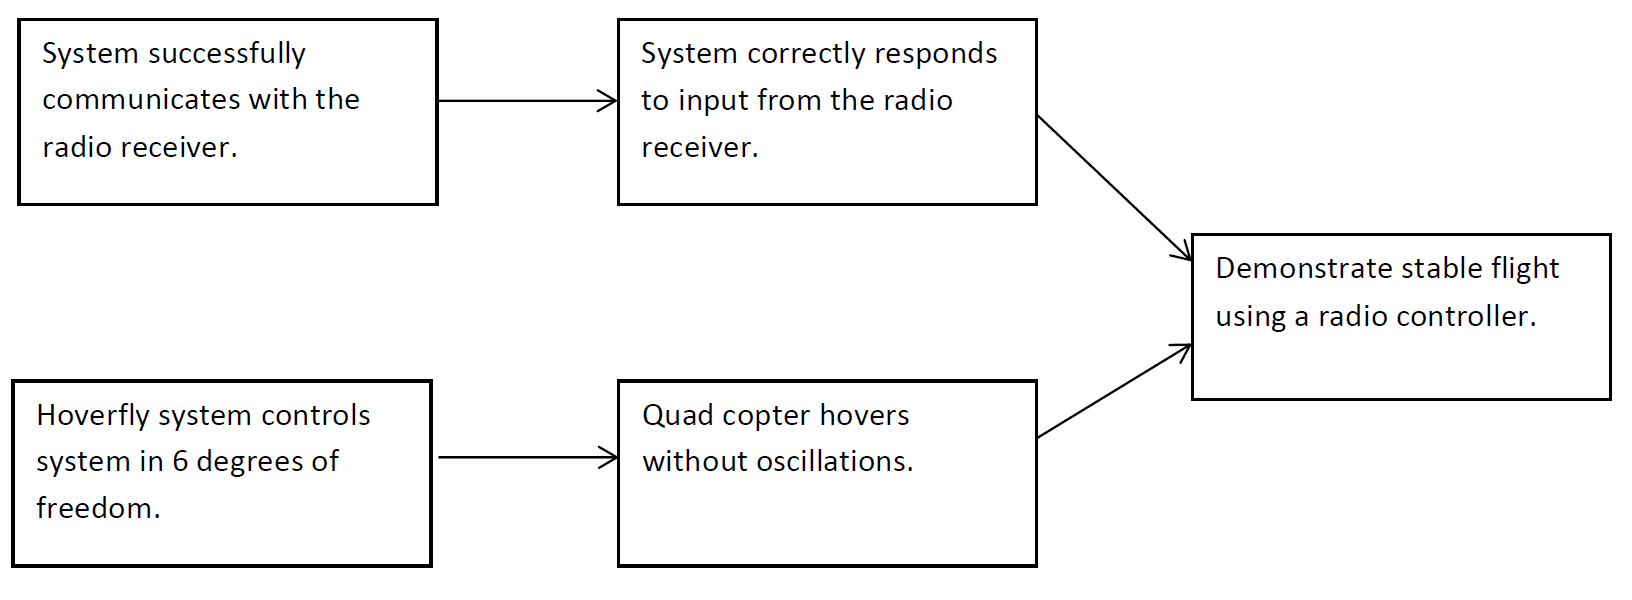 System successfully
communicates with the
radio receiver.
System correctly responds
to input from the radio
receiver.
Demonstrate stable flight
using a radio controller.
Hoverfly system controls
system in 6 degrees of
freedom.
Quad copter hovers
without oscillations.